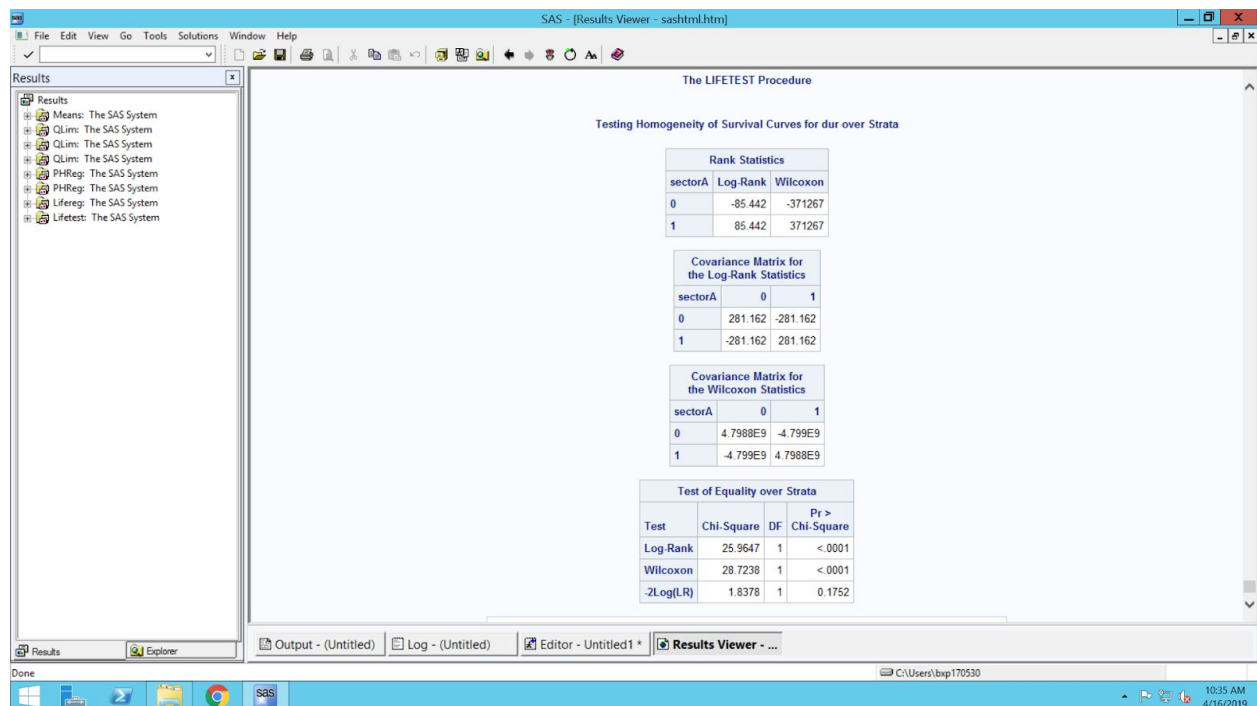 sas
SAS - [Results Viewer - sashtml.htm]
File Edit View Go Tools Solutions Window Help
Results
Results
Means: The SAS System
QLim: The SAS System
QLim: The SAS System
QLim: The SAS System
PHReg: The SAS System
PHReg: The SAS System
Lifereg: The SAS System
Lifetest: The SAS System
The LIFETEST Procedure
Testing Homogeneity of Survival Curves for dur over Strata
Rank Statistics
sectorA Log-Rank Wilcoxon
0 -85.442 -371267
1 85.442 371267
Covariance Matrix for
the Log-Rank Statistics
sectorA 0 1
0 281.162 -281.162
1 -281.162 281.162
Covariance Matrix for
the Wilcoxon Statistics
sectorA 0 1
0 4.7988E9 -4.799E9
1 -4.799E9 4.7988E9
Test of Equality over Strata
Test Chi-Square DF Pr > Chi-Square
Log-Rank 25.9647 1 <.0001
Wilcoxon 28.7238 1 <.0001
-2Log(LR) 1.8378 1 0.1752
Results Explorer
Output - (Untitled) Log - (Untitled) Editor - Untitled1 * Results Viewer - ...
Done C:\Users\bxp170530
sas
10:35 AM
4/16/2019